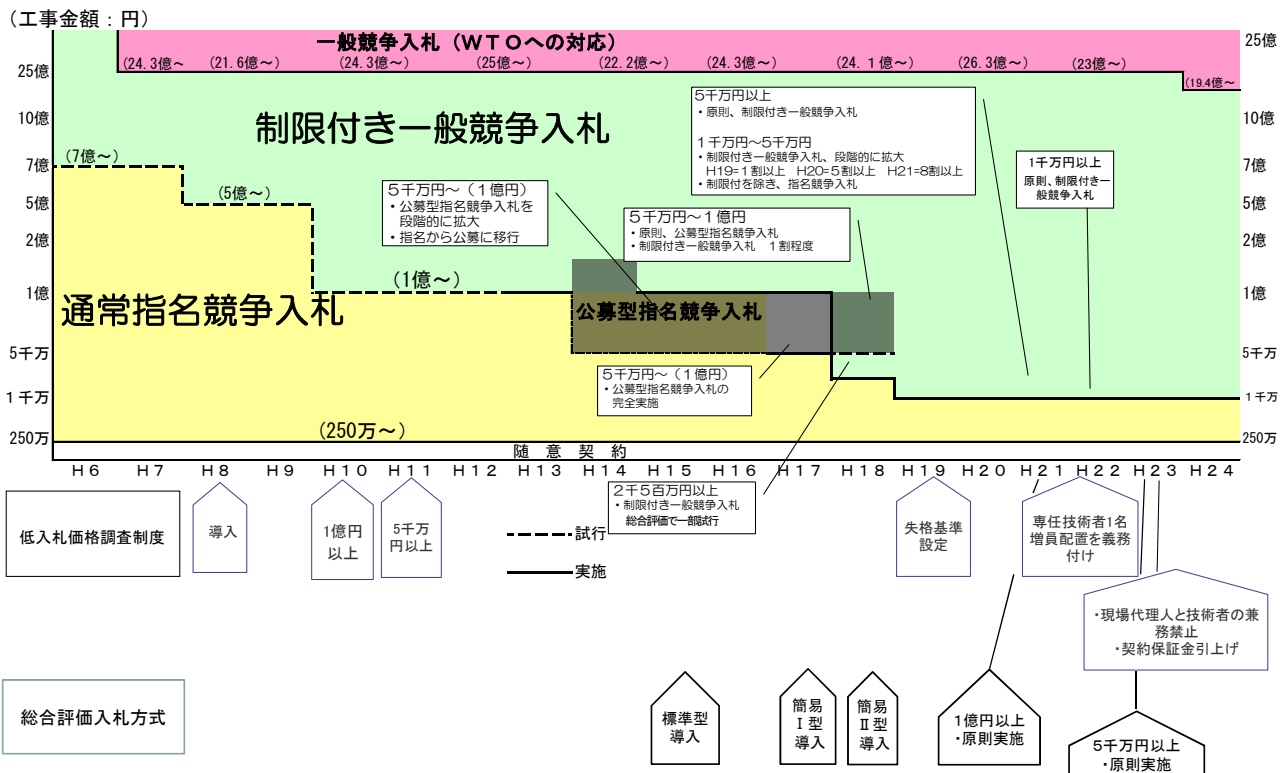 （工事金額：円）
一般競争入札（ＷＴＯへの対応）
(24.3億～
(21.6億～)
(24.3億～)
(25億～)
(22.2億～)
(24.3億～)
(24.１億～)
(26.3億～)
(23億～)
(19.4億～
25億
10億
7億
5億
2億
1億
5千万
１千万
250万
25億
10億
7億
5億
2億
1億
5千万
１千万
250万
制限付き一般競争入札
(7億～)
(5億～)
(1億～)
(250万～)
通常指名競争入札
公募型指名競争入札
5千万円～（１億円）
・公募型指名競争入札を
段階的に拡大
・指名から公募に移行
5千万円以上
・原則、制限付き一般競争入札
１千万円～5千万円
・制限付き一般競争入札、段階的に拡大
H19=１割以上　H20=５割以上　H21=8割以上
・制限付を除き、指名競争入札
5千万円～１億円
・原則、公募型指名競争入札
・制限付き一般競争入札　１割程度
1千万円以上
原則、制限付き一
般競争入札
5千万円～（１億円）
・公募型指名競争入札の
完全実施
随　意　契　約
Ｈ６　Ｈ７　Ｈ８　Ｈ９　Ｈ１０　Ｈ１１　Ｈ１２　Ｈ１３　Ｈ１４　Ｈ１５　Ｈ１６　Ｈ１７　Ｈ１８　Ｈ１９　Ｈ２０　Ｈ２１　Ｈ２２　Ｈ２３　Ｈ２４
2千5百万円以上
・制限付き一般競争入札
総合評価で一部試行
試行
実施
低入札価格調査制度
導入
1億円
以上
5千万
円以上
失格基準
設定
専任技術者1名
増員配置を義務
付け
・現場代理人と技術者の兼
務禁止
・契約保証金引上げ
総合評価入札方式
標準型
導入
簡易
Ⅰ型
導入
簡易
Ⅱ型
導入
1億円以上
・原則実施
5千万円以上
・原則実施